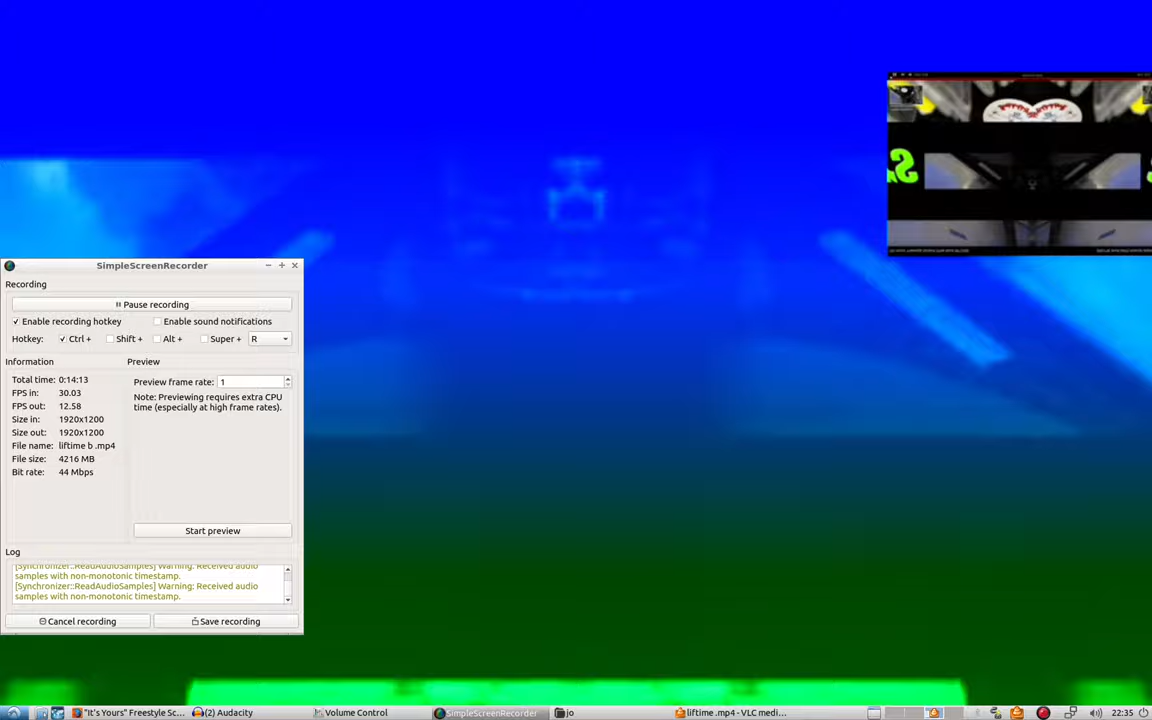 SimpleScreenRecorder
Recording
Pause recording
Enable recording hotkey
Enable sound notifications
Hotkey: Ctrl + Shift + Alt + Super + R
Information
Preview
Total time: 0:14:13
FPS in: 30.03
FPS out: 12.58
Size in: 1920x1200
Size out: 1920x1200
File name: liftime b .mp4
File size: 4216 MB
Bit rate: 44 Mbps
Preview frame rate: 1
Note: Previewing requires extra CPU
time (especially at high frame rates).
Start preview
Log
[Synchronizer::ReadAudioSamples] Warning: Received audio
samples with non-monotonic timestamp.
[Synchronizer::ReadAudioSamples] Warning: Received audio
samples with non-monotonic timestamp.
Cancel recording
Save recording
"It's Yours" Freestyle Sc...
Audacity
Volume Control
SimpleScreenRecorder
jo
liftime .mp4 - VLC medi...
22:35